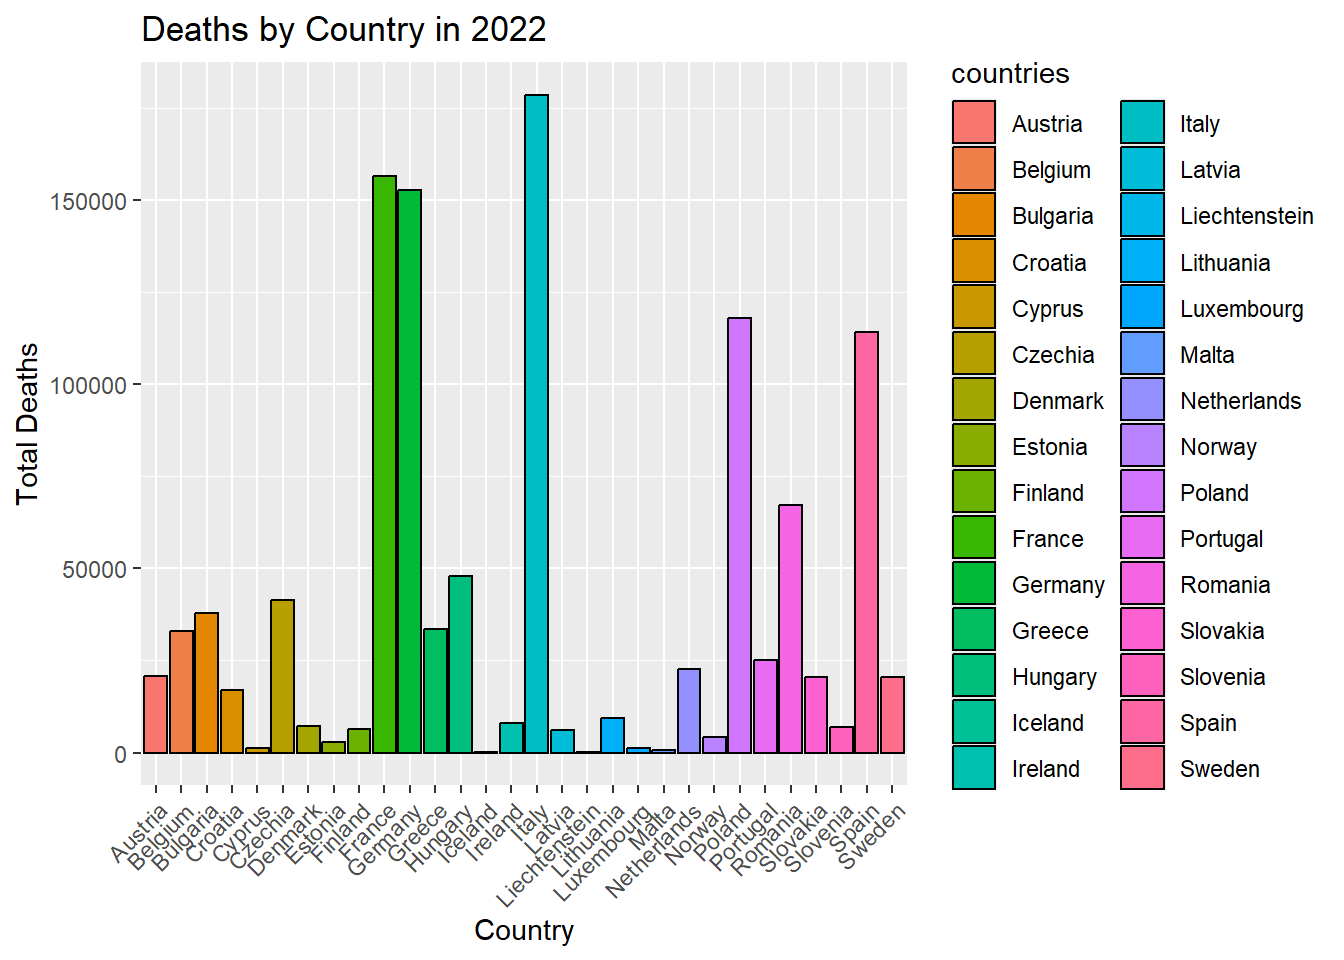 Deaths by Country in 2022
Total Deaths
150000
100000
50000
0
Austria
Belgium
Bulgaria
Croatia
Cyprus
Czechia
Denmark
Estonia
Finland
France
Germany
Greece
Hungary
Iceland
Ireland
Italy
Latvia
Liechtenstein
Lithuania
Luxembourg
Malta
Netherlands
Norway
Poland
Portugal
Romania
Slovakia
Slovenia
Spain
Sweden
Country
countries
Austria
Belgium
Bulgaria
Croatia
Cyprus
Czechia
Denmark
Estonia
Finland
France
Germany
Greece
Hungary
Iceland
Ireland
Italy
Latvia
Liechtenstein
Lithuania
Luxembourg
Malta
Netherlands
Norway
Poland
Portugal
Romania
Slovakia
Slovenia
Spain
Sweden